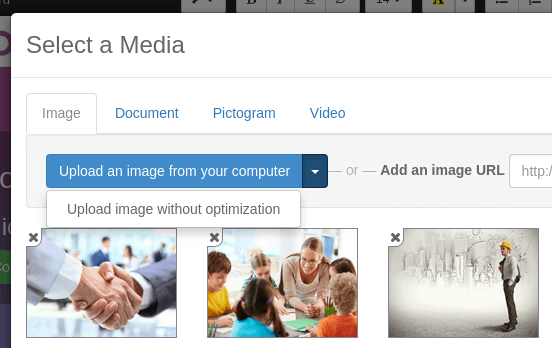 Select a Media
Image Document Pictogram Video
Upload an image from your computer — or — Add an image URL http:/
Upload image without optimization